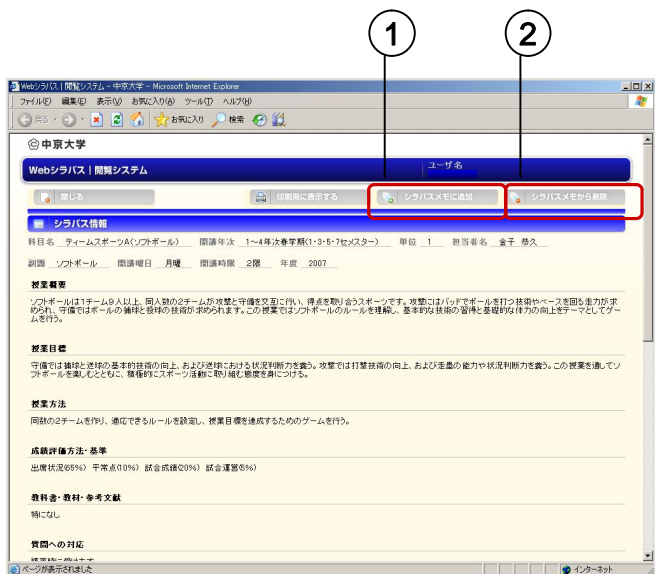 1 2
Webシラバス | 閲覧システム - 中京大学 - Microsoft Internet Explorer
ファイル(F) 編集(E) 表示(V) お気に入り(A) ツール(T) ヘルプ(H)
戻る お気に入り 検索
中京大学
Webシラバス | 閲覧システム ユーザ名
閉じる 印刷用に表示する シラバスメモに追加 シラバスメモから削除
シラバス情報
科目名 ティームスポーツA(ソフトボール) 開講年次 1~4年次春学期(1・3・5・7セメスター) 単位 1 担当者名 金子 恭久
副題 ソフトボール 開講曜日 月曜 開講時限 2限 年度 2007
授業概要
ソフトボールは1チーム9人以上、同人数の2チームが攻撃と守備を交互に行い、得点を取り合うスポーツです。攻撃にはバッドでボールを打つ技術やベースを回る走力が求
められ、守備ではボールの捕球と投球の技術が求められます。この授業ではソフトボールのルールを理解し、基本的な技術の習得と基礎的な体力の向上をテーマとしてゲー
ムを行う。
授業目標
守備では捕球と送球の基本的技術の向上、および送球における状況判断力を養う。攻撃では打撃技術の向上、および走塁の能力や状況判断力を養う。この授業を通してソ
フトボールを楽しむとともに、積極的にスポーツ活動に取り組む態度を身につける。
授業方法
同数の2チームを作り、適応できるルールを設定し、授業目標を達成するためのゲームを行う。
成績評価方法・基準
出席状況(65%) 平常点(10%) 試合成績(20%) 試合運営(5%)
教科書・教材・参考文献
特になし
質問への対応
ページが表示されました インターネット